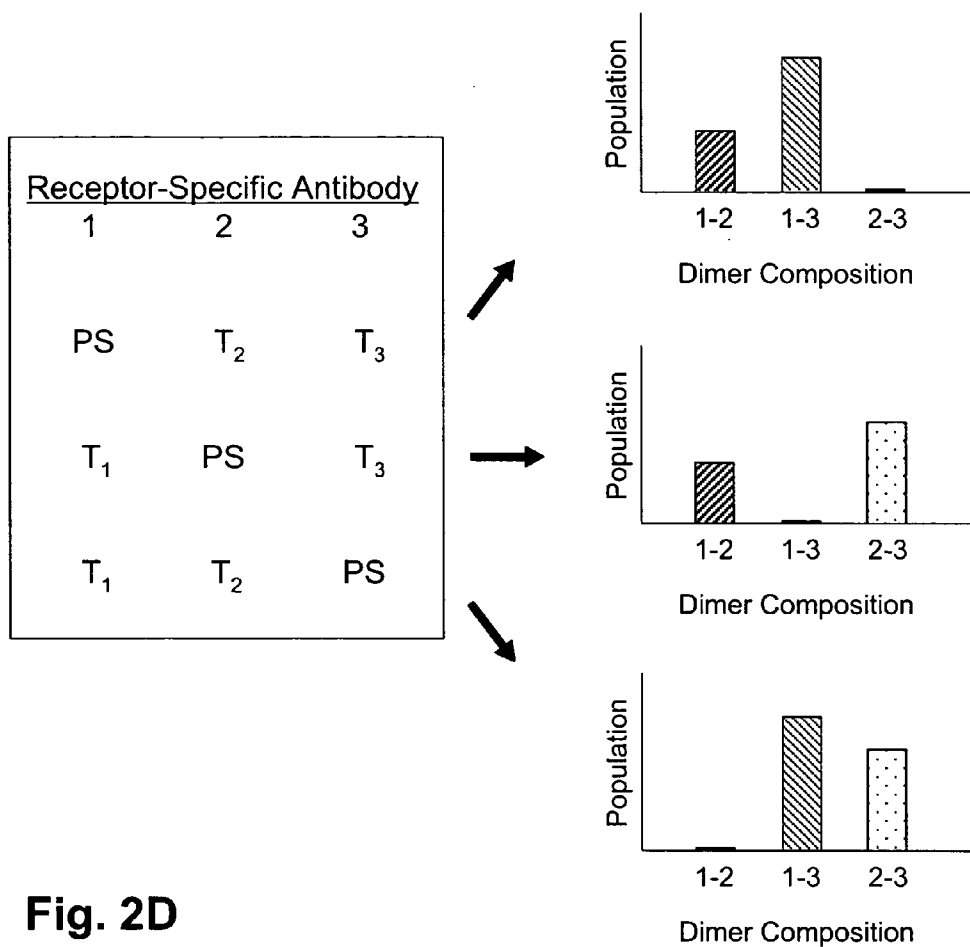 Receptor-Specific Antibody
1 2 3
PS T₂ T₃
T₁ PS T₃
T₁ T₂ PS
Population
1-2 1-3 2-3
Dimer Composition
Population
1-2 1-3 2-3
Dimer Composition
Population
1-2 1-3 2-3
Dimer Composition
Fig. 2D